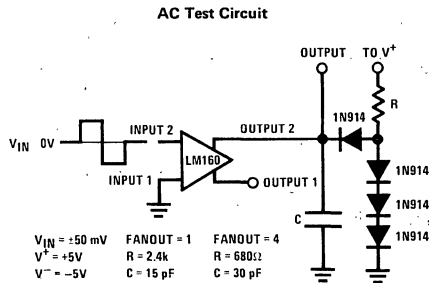 AC Test Circuit
OUTPUT TO V+
R
1N914
INPUT 2
OUTPUT 2
VIN 0V
LM160
1N914
INPUT 1
OUTPUT 1
1N914
C
1N914
VIN = ±50 mV FANOUT = 1 FANOUT = 4
V+ = +5V R = 2.4k R = 680Ω
V− = −5V C = 15 pF C = 30 pF